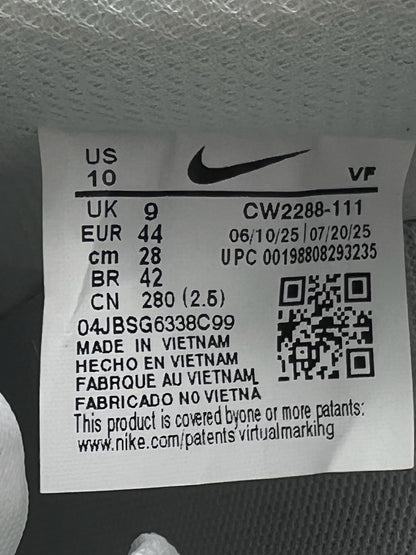 US
10
VF
UK 9
EUR 44
cm 28
BR 42
CN 280 (2.5)
CW2288-111
06/10/25 | 07/20/25
UPC 00198808293235
04JBSG6338C99
MADE IN VIETNAM
HECHO EN VIETNAM
FABRIQUE AU VIETNAM
FABRICADO NO VIETNÃ
This product is covered byone or more patants:
www.nike.com/patents virtualmarkihg